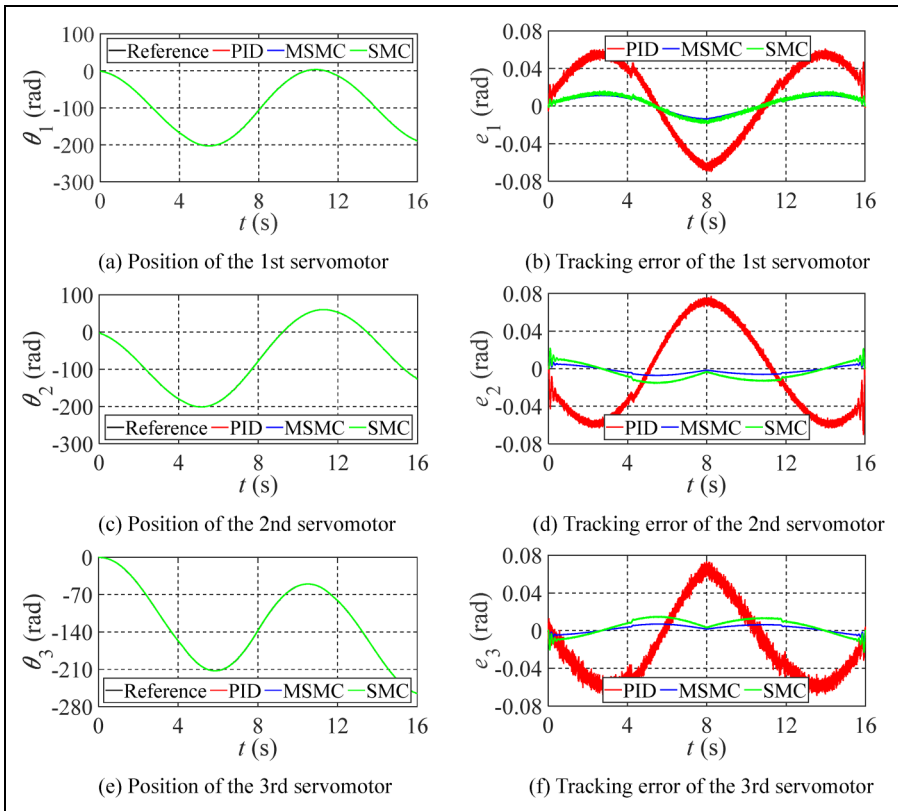 100
0
-100
-200
-300
θ1 (rad)
Reference PID MSMC SMC
0 4 8 12 16
t (s)
(a) Position of the 1st servomotor
0.08
0.04
0
-0.04
-0.08
e1 (rad)
PID MSMC SMC
0 4 8 12 16
t (s)
(b) Tracking error of the 1st servomotor
100
0
-100
-200
-300
θ2 (rad)
Reference PID MSMC SMC
0 4 8 12 16
t (s)
(c) Position of the 2nd servomotor
0.08
0.04
0
-0.04
-0.08
e2 (rad)
PID MSMC SMC
0 4 8 12 16
t (s)
(d) Tracking error of the 2nd servomotor
0
-70
-140
-210
-280
θ3 (rad)
Reference PID MSMC SMC
0 4 8 12 16
t (s)
(e) Position of the 3rd servomotor
0.08
0.04
0
-0.04
-0.08
e3 (rad)
PID MSMC SMC
0 4 8 12 16
t (s)
(f) Tracking error of the 3rd servomotor